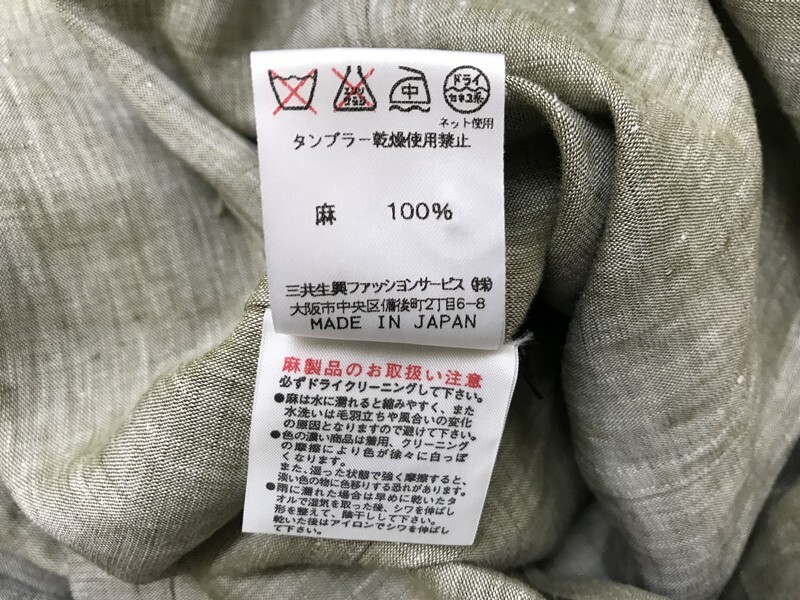 エンソ
サラシ
中
ドライ
セキユ系
ネット使用
タンブラー乾燥使用禁止
麻 100%
三共生興ファッションサービス(株)
大阪市中央区備後町2丁目6-8
MADE IN JAPAN
麻製品のお取扱い注意
必ずドライクリーニングして下さい。
●麻は水に濡れると縮みやすく、また
水洗いは毛羽立ちや風合いの変化
の原因となりますので避けて下さい。
●色の濃い商品は着用、クリーニング
の摩擦により色が徐々に白っぽ
くなります。
また、湿った状態で強く摩擦すると、
淡い色の物に色移りする恐れがあります。
●雨に濡れた場合は早めに乾いたタ
オルで湿気を取った後、シワを伸ばし
形を整えて、陰干しして下さい。
乾いた後はアイロンでシワを伸ばし
て下さい。